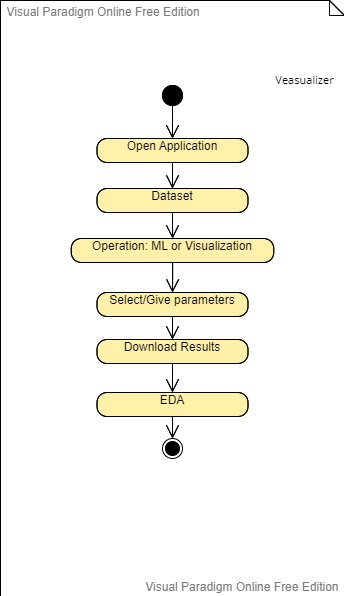 Visual Paradigm Online Free Edition
Veasualizer
Open Application
Dataset
Operation: ML or Visualization
Select/Give parameters
Download Results
EDA
Visual Paradigm Online Free Edition